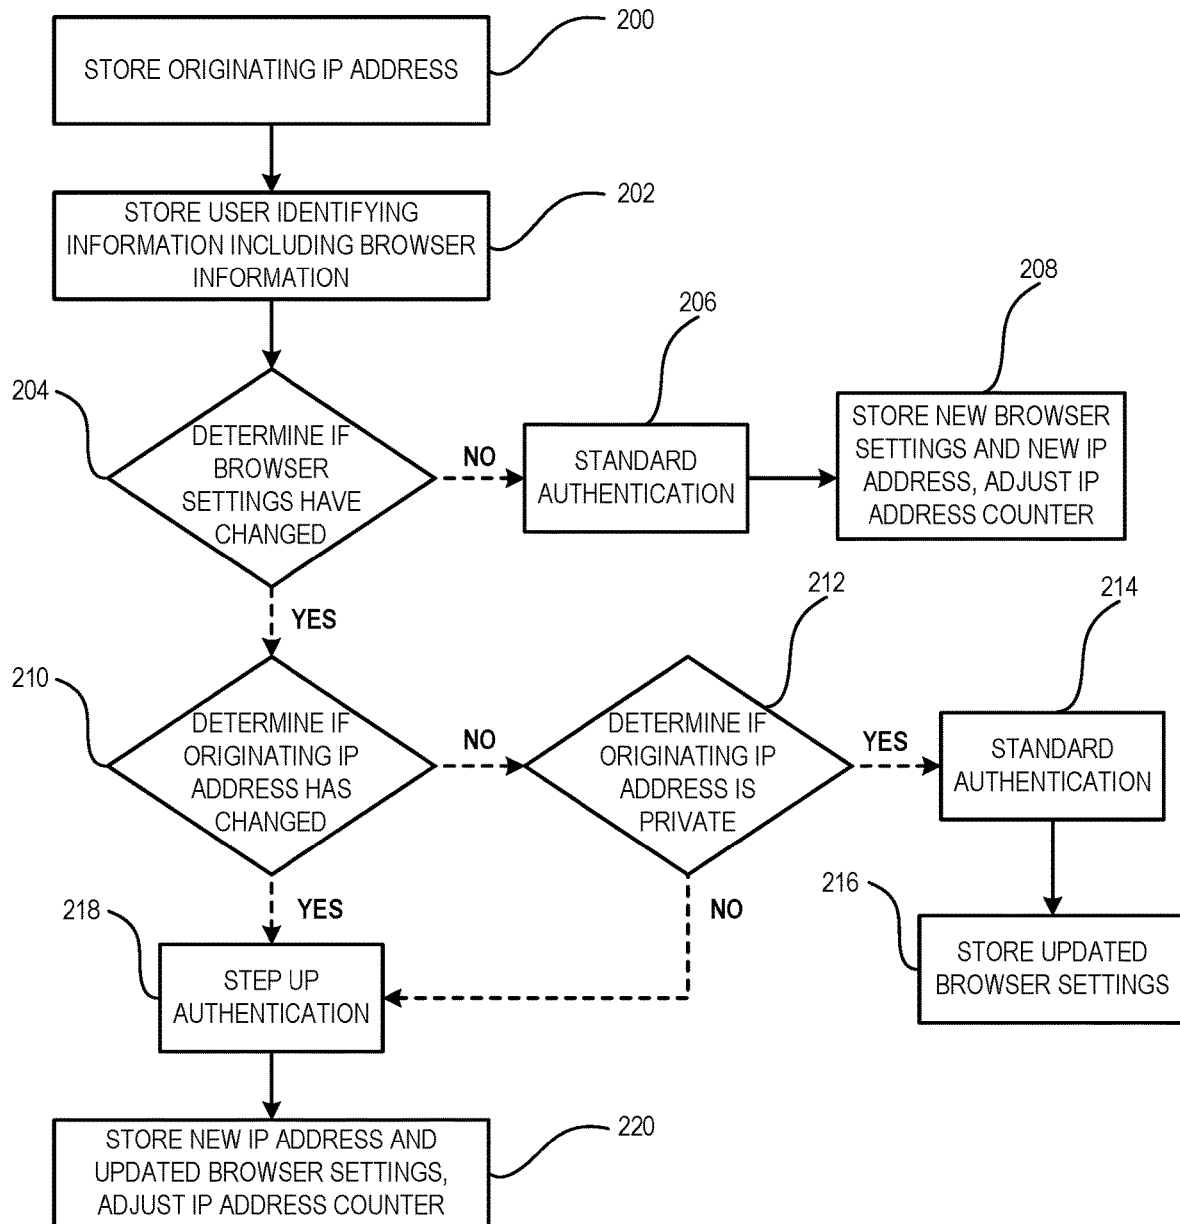 200
STORE ORIGINATING IP ADDRESS
202
STORE USER IDENTIFYING
INFORMATION INCLUDING BROWSER
INFORMATION
204
DETERMINE IF
BROWSER
SETTINGS HAVE
CHANGED
NO
206
STANDARD
AUTHENTICATION
208
STORE NEW BROWSER
SETTINGS AND NEW IP
ADDRESS, ADJUST IP
ADDRESS COUNTER
YES
210
DETERMINE IF
ORIGINATING IP
ADDRESS HAS
CHANGED
NO
212
DETERMINE IF
ORIGINATING IP
ADDRESS IS
PRIVATE
YES
214
STANDARD
AUTHENTICATION
216
STORE UPDATED
BROWSER SETTINGS
YES
NO
218
STEP UP
AUTHENTICATION
220
STORE NEW IP ADDRESS AND
UPDATED BROWSER SETTINGS,
ADJUST IP ADDRESS COUNTER